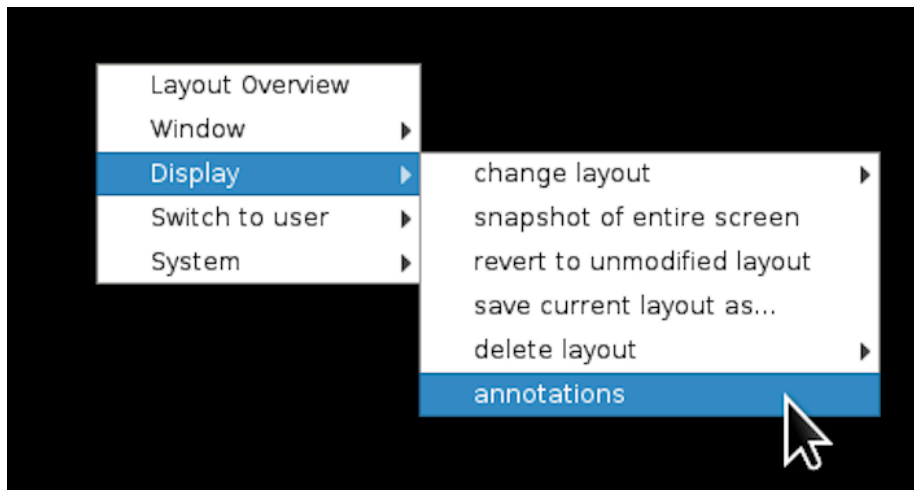 Layout Overview
Window
Display
Switch to user
System
change layout
snapshot of entire screen
revert to unmodified layout
save current layout as...
delete layout
annotations